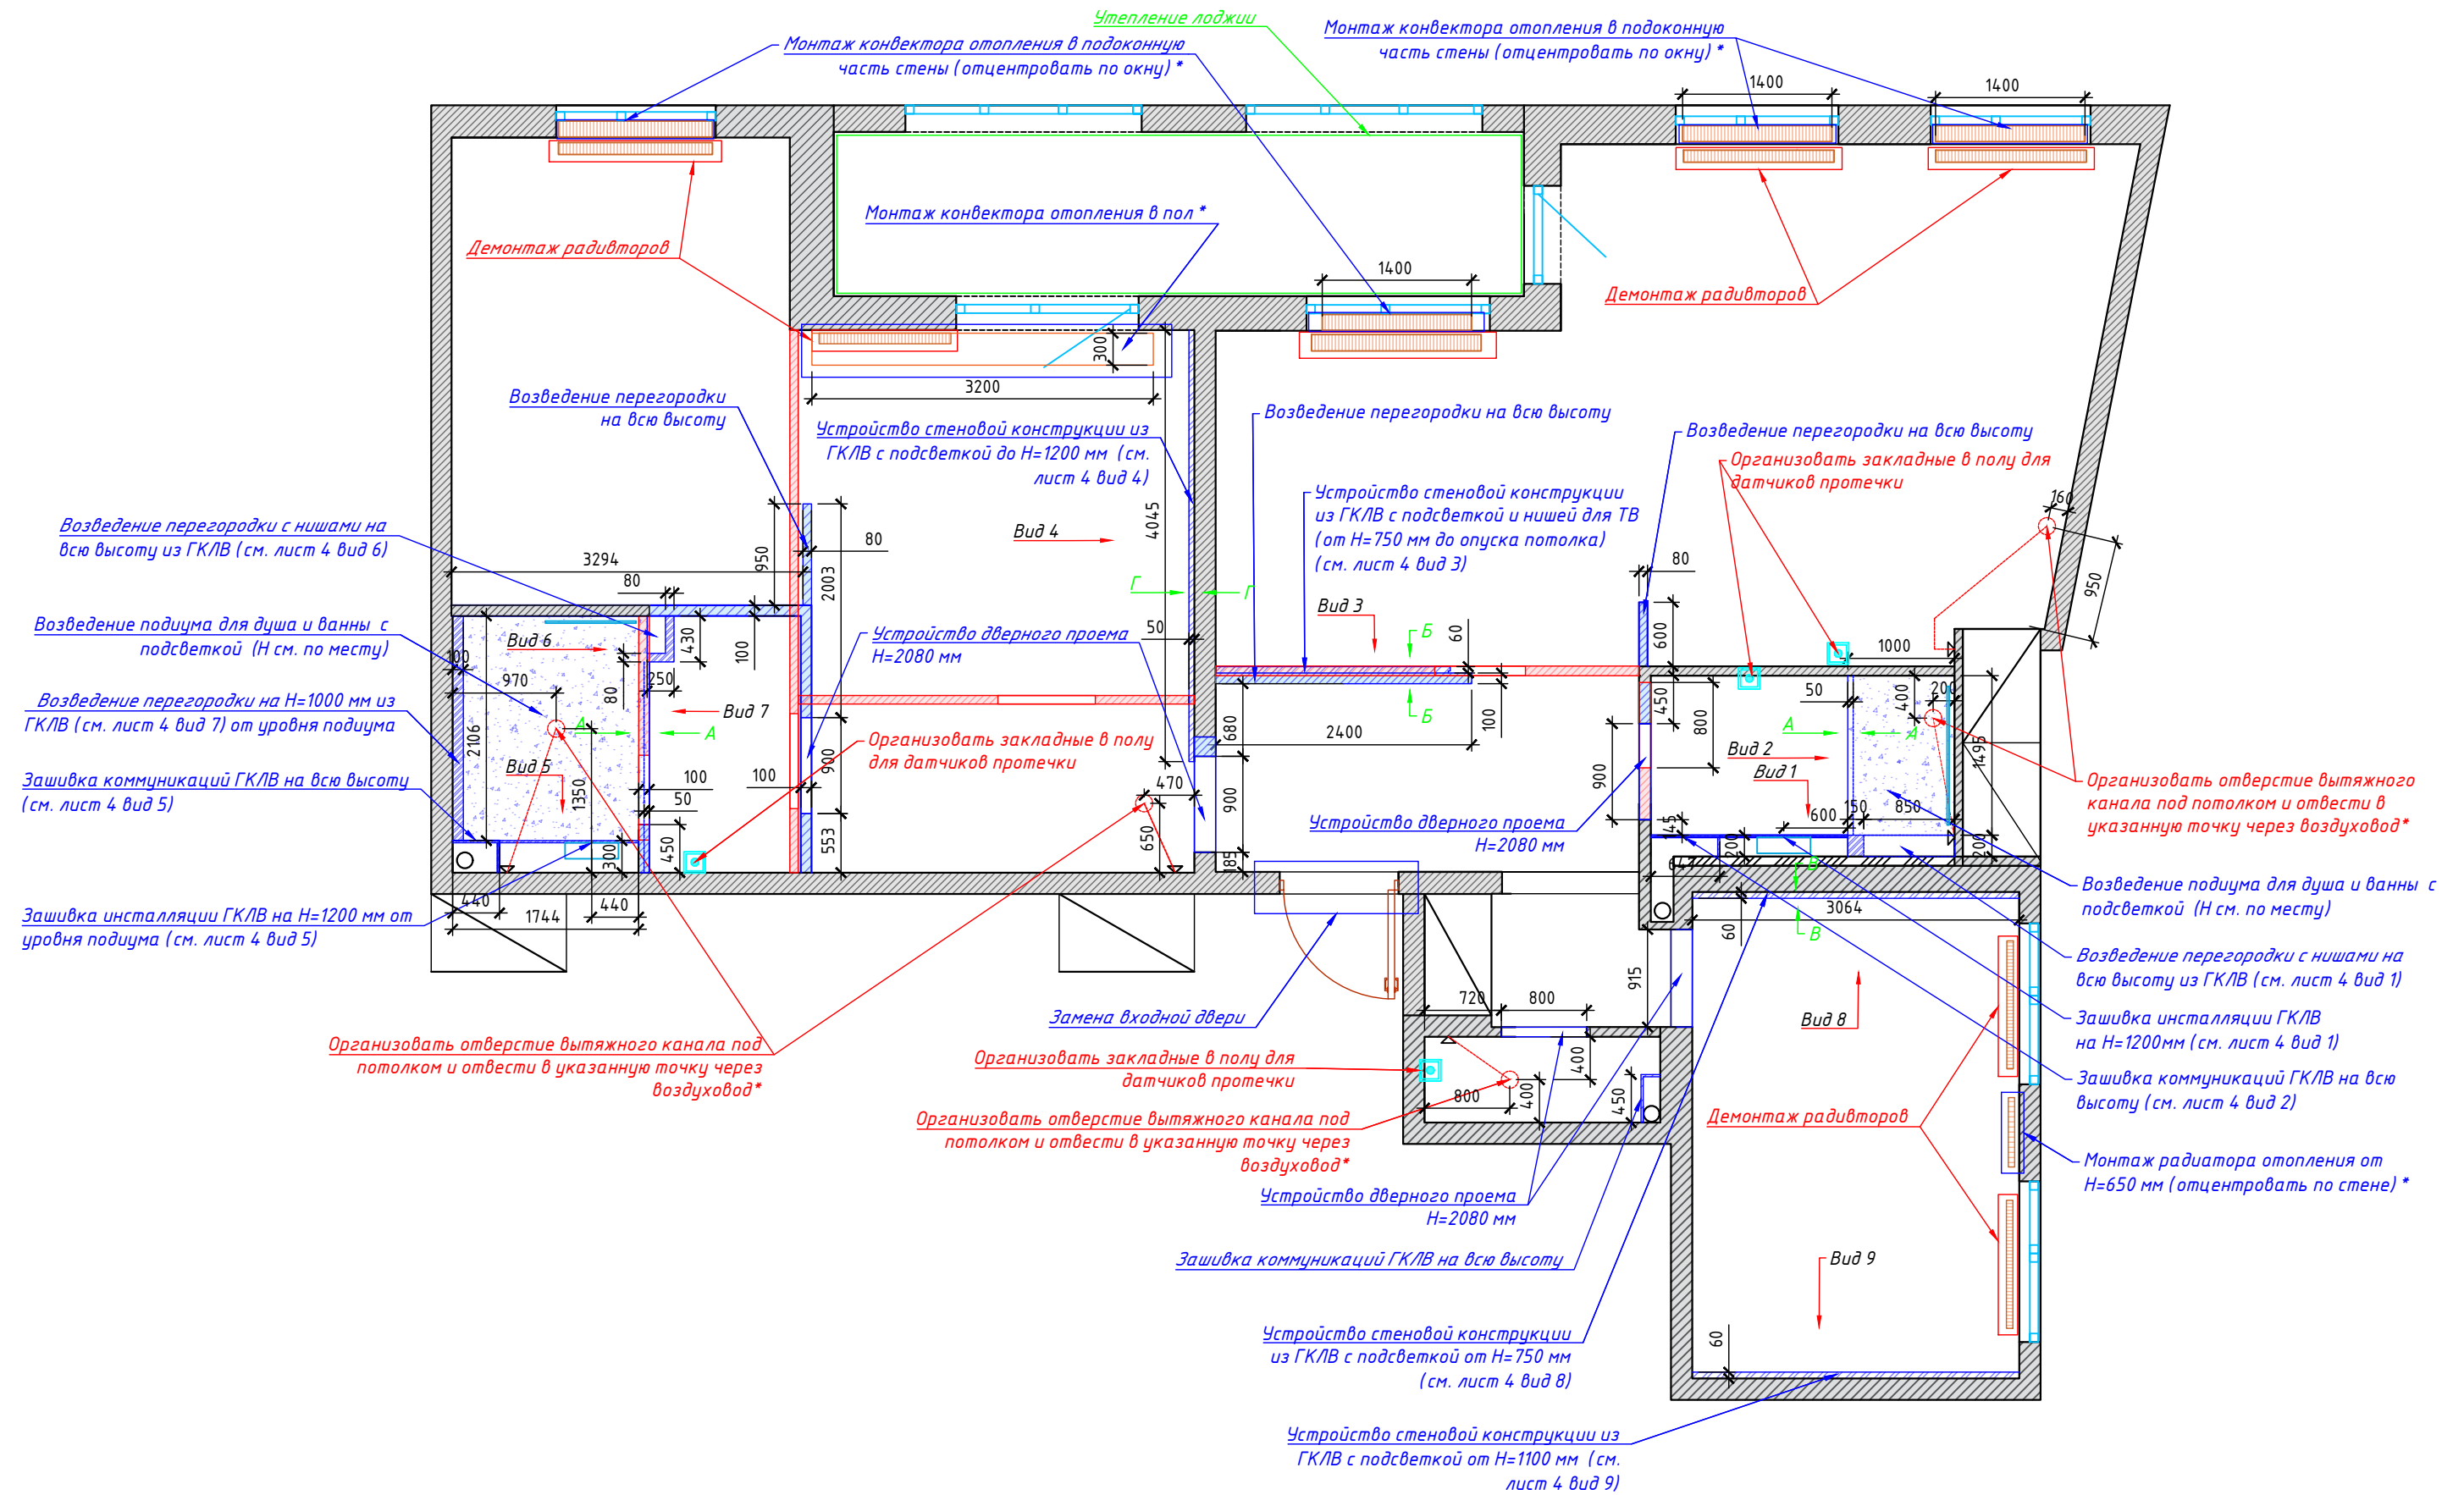 Утепление лоджии
Монтаж конвектора отопления в подоконную
часть стены (отцентровать по окну) *
Монтаж конвектора отопления в подоконную
часть стены (отцентровать по окну) *
1400
1400
Монтаж конвектора отопления в пол *
Демонтаж радивторов
1400
Демонтаж радивторов
300
3200
Возведение перегородки
на всю высоту
Устройство стеновой конструкции из
ГКЛВ с подсветкой до Н=1200 мм (см.
лист 4 вид 4)
4045
Возведение перегородки на всю высоту
Возведение перегородки на всю высоту
Организовать закладные в полу для
датчиков протечки
Устройство стеновой конструкции
из ГКЛВ с подсветкой и нишей для ТВ
(от Н=750 мм до опуска потолка)
(см. лист 4 вид 3)
160
950
Возведение перегородки с нишами на
всю высоту из ГКЛВ (см. лист 4 вид 6)
Вид 4
80
950
2003
3294
80
80
Г
Г
Вид 3
Б
60
600
1000
Возведение подиума для душа и ванны с
подсветкой (Н см. по месту)
Вид 6
430
100
Устройство дверного проема
Н=2080 мм
50
100
970
250
80
Возведение перегородки на Н=1000 мм из
ГКЛВ (см. лист 4 вид 7) от уровня подиума
Вид 7
А
А
2106
Организовать закладные в полу
для датчиков протечки
680
2400
100
Б
450
800
50
400
200
А
А
1495
Вид 2
Вид 1
Вид 5
1350
100
50
100
900
470
900
900
Зашивка коммуникаций ГКЛВ на всю высоту
(см. лист 4 вид 5)
Организовать отверстие вытяжного
канала под потолком и отвести в
указанную точку через воздуховод*
600
150
850
Устройство дверного проема
Н=2080 мм
145
200
200
300
450
553
650
185
647
В
440
1744
440
Зашивка инсталляции ГКЛВ на Н=1200 мм от
уровня подиума (см. лист 4 вид 5)
Возведение подиума для душа и ванны с
подсветкой (Н см. по месту)
3064
60
В
Возведение перегородки с нишами на
всю высоту из ГКЛВ (см. лист 4 вид 1)
915
720
800
Замена входной двери
Вид 8
Зашивка инсталляции ГКЛВ
на Н=1200мм (см. лист 4 вид 1)
Организовать отверстие вытяжного канала под
потолком и отвести в указанную точку через
воздуховод*
Организовать закладные в полу для
датчиков протечки
400
800
400
450
Зашивка коммуникаций ГКЛВ на всю
высоту (см. лист 4 вид 2)
Организовать отверстие вытяжного канала под
потолком и отвести в указанную точку через
воздуховод*
Демонтаж радивторов
Монтаж радиатора отопления от
Н=650 мм (отцентровать по стене) *
Устройство дверного проема
Н=2080 мм
Зашивка коммуникаций ГКЛВ на всю высоту
Вид 9
Устройство стеновой конструкции
из ГКЛВ с подсветкой от Н=750 мм
(см. лист 4 вид 8)
60
Устройство стеновой конструкции из
ГКЛВ с подсветкой от Н=1100 мм (см.
лист 4 вид 9)